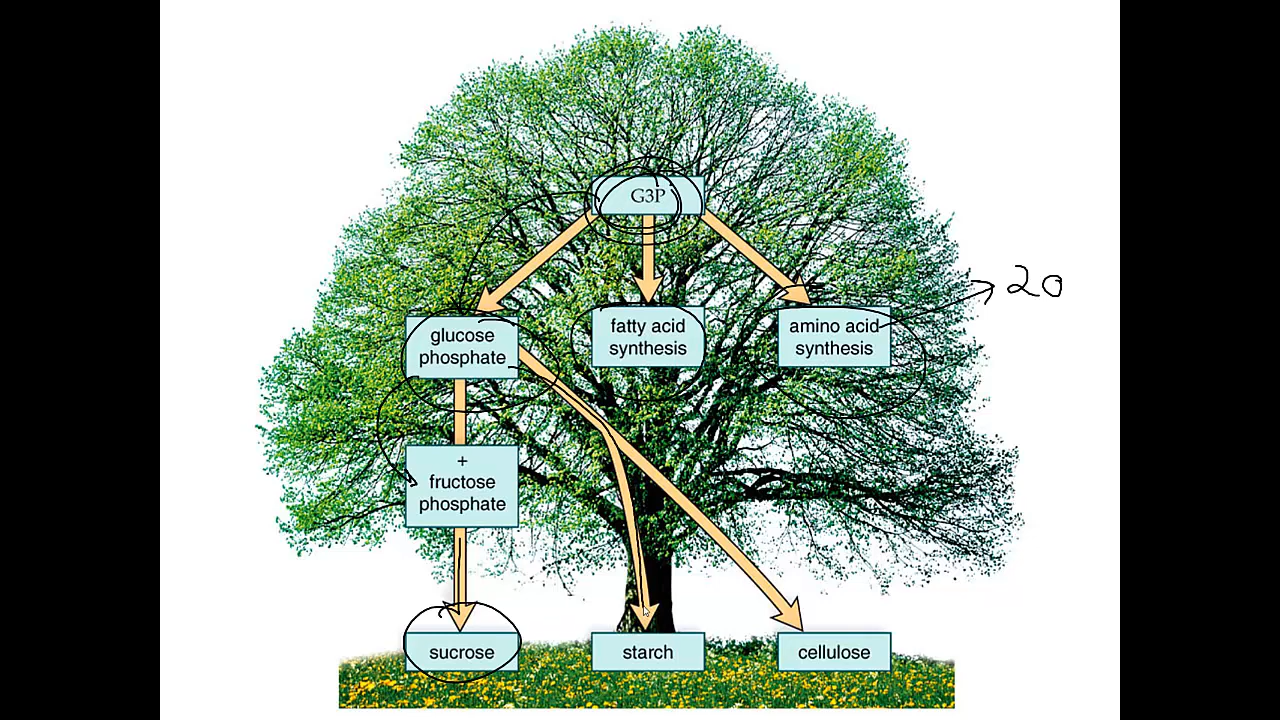 G3P
glucose
phosphate
fatty acid
synthesis
amino acid
synthesis
20
+
fructose
phosphate
sucrose
starch
cellulose